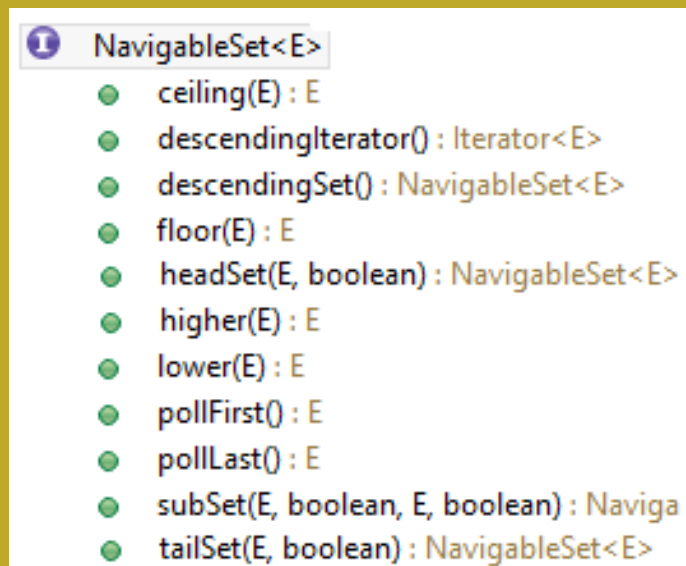 I NavigableSet<E>
ceiling(E) : E
descendingIterator() : Iterator<E>
descendingSet() : NavigableSet<E>
floor(E) : E
headSet(E, boolean) : NavigableSet<E>
higher(E) : E
lower(E) : E
pollFirst() : E
pollLast() : E
subSet(E, boolean, E, boolean) : Naviga
tailSet(E, boolean) : NavigableSet<E>